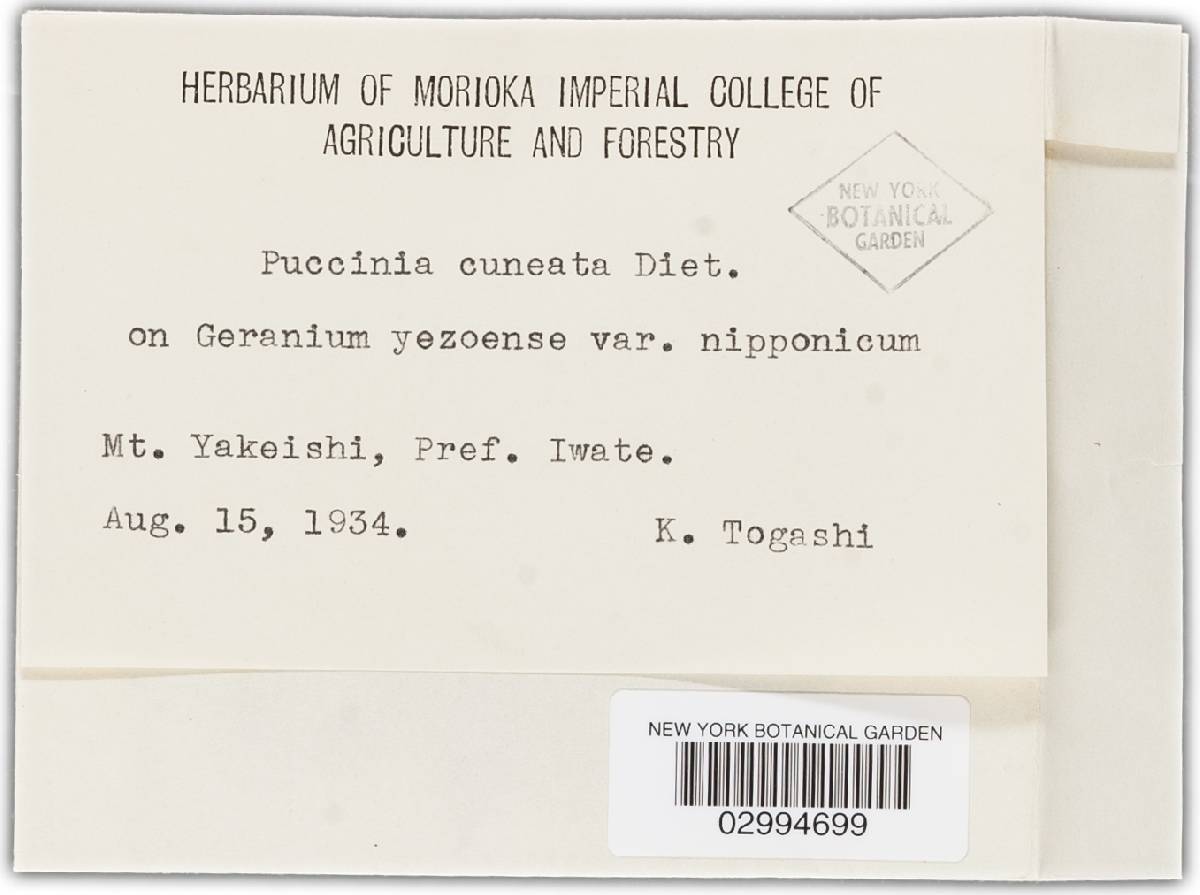 HERBARIUM OF MORIOKA IMPERIAL COLLEGE OF
AGRICULTURE AND FORESTRY
NEW YORK
BOTANICAL
GARDEN
Puccinia cuneata Diet.
on Geranium yezoense var. nipponicum
Mt. Yakeishi, Pref. Iwate.
Aug. 15, 1934. K. Togashi
NEW YORK BOTANICAL GARDEN
02994699